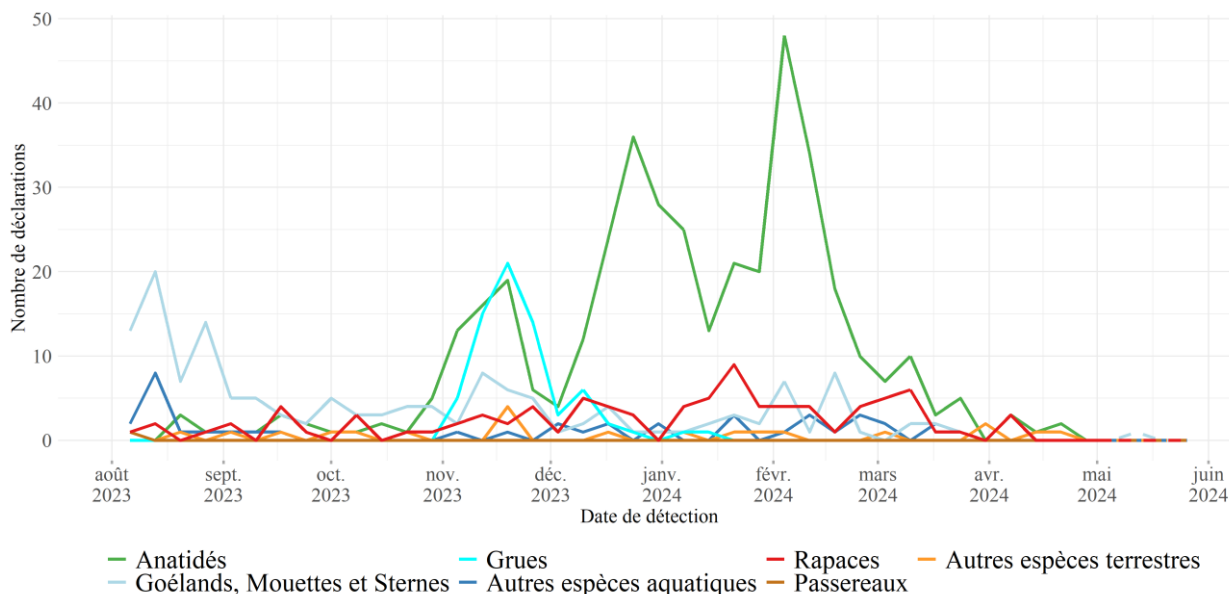 50
40
30
20
10
0
Nombre de déclarations
août sept. oct. nov. déc. janv. févr. mars avr. mai juin
2023 2023 2023 2023 2023 2024 2024 2024 2024 2024 2024
Date de détection
Anatidés Grues Rapaces Autres espèces terrestres
Goélands, Mouettes et Sternes Autres espèces aquatiques Passereaux